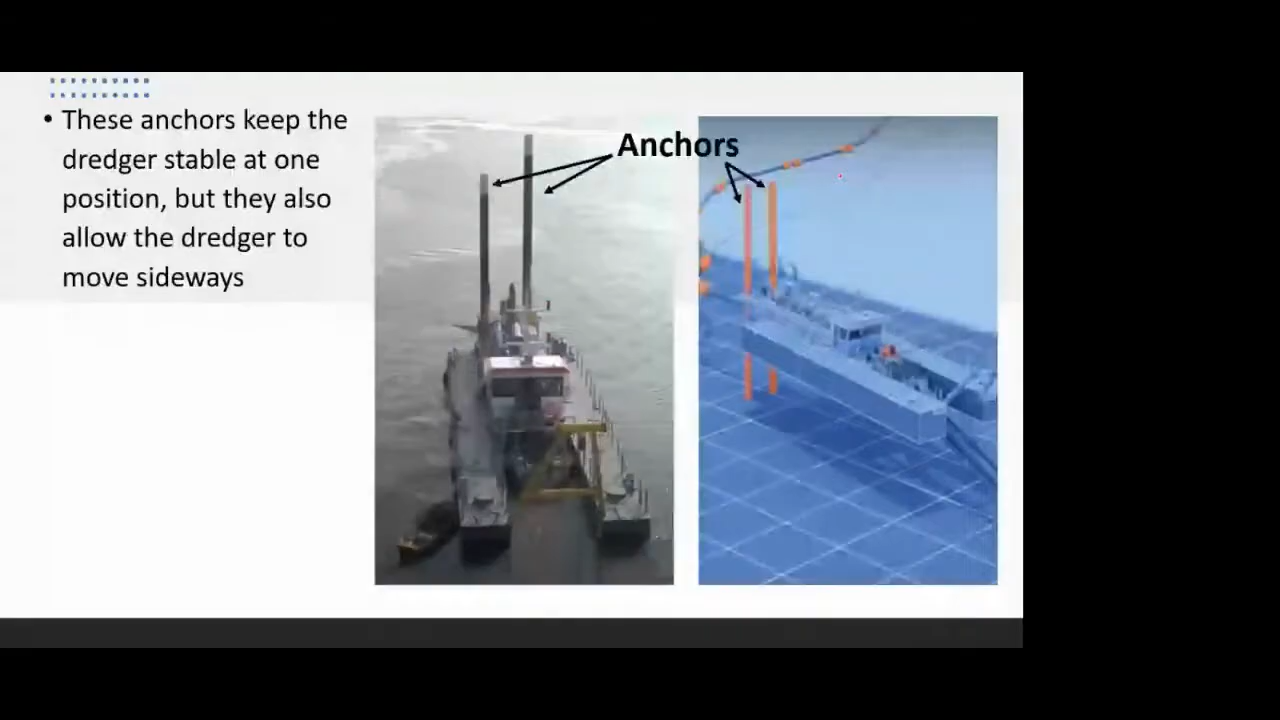 • These anchors keep the
dredger stable at one
position, but they also
allow the dredger to
move sideways
Anchors